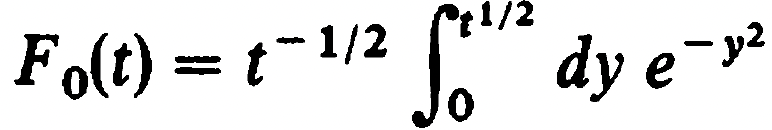 F₀(t) = t^{-1/2} ∫₀^{t^{1/2}} dy e^{-y²}